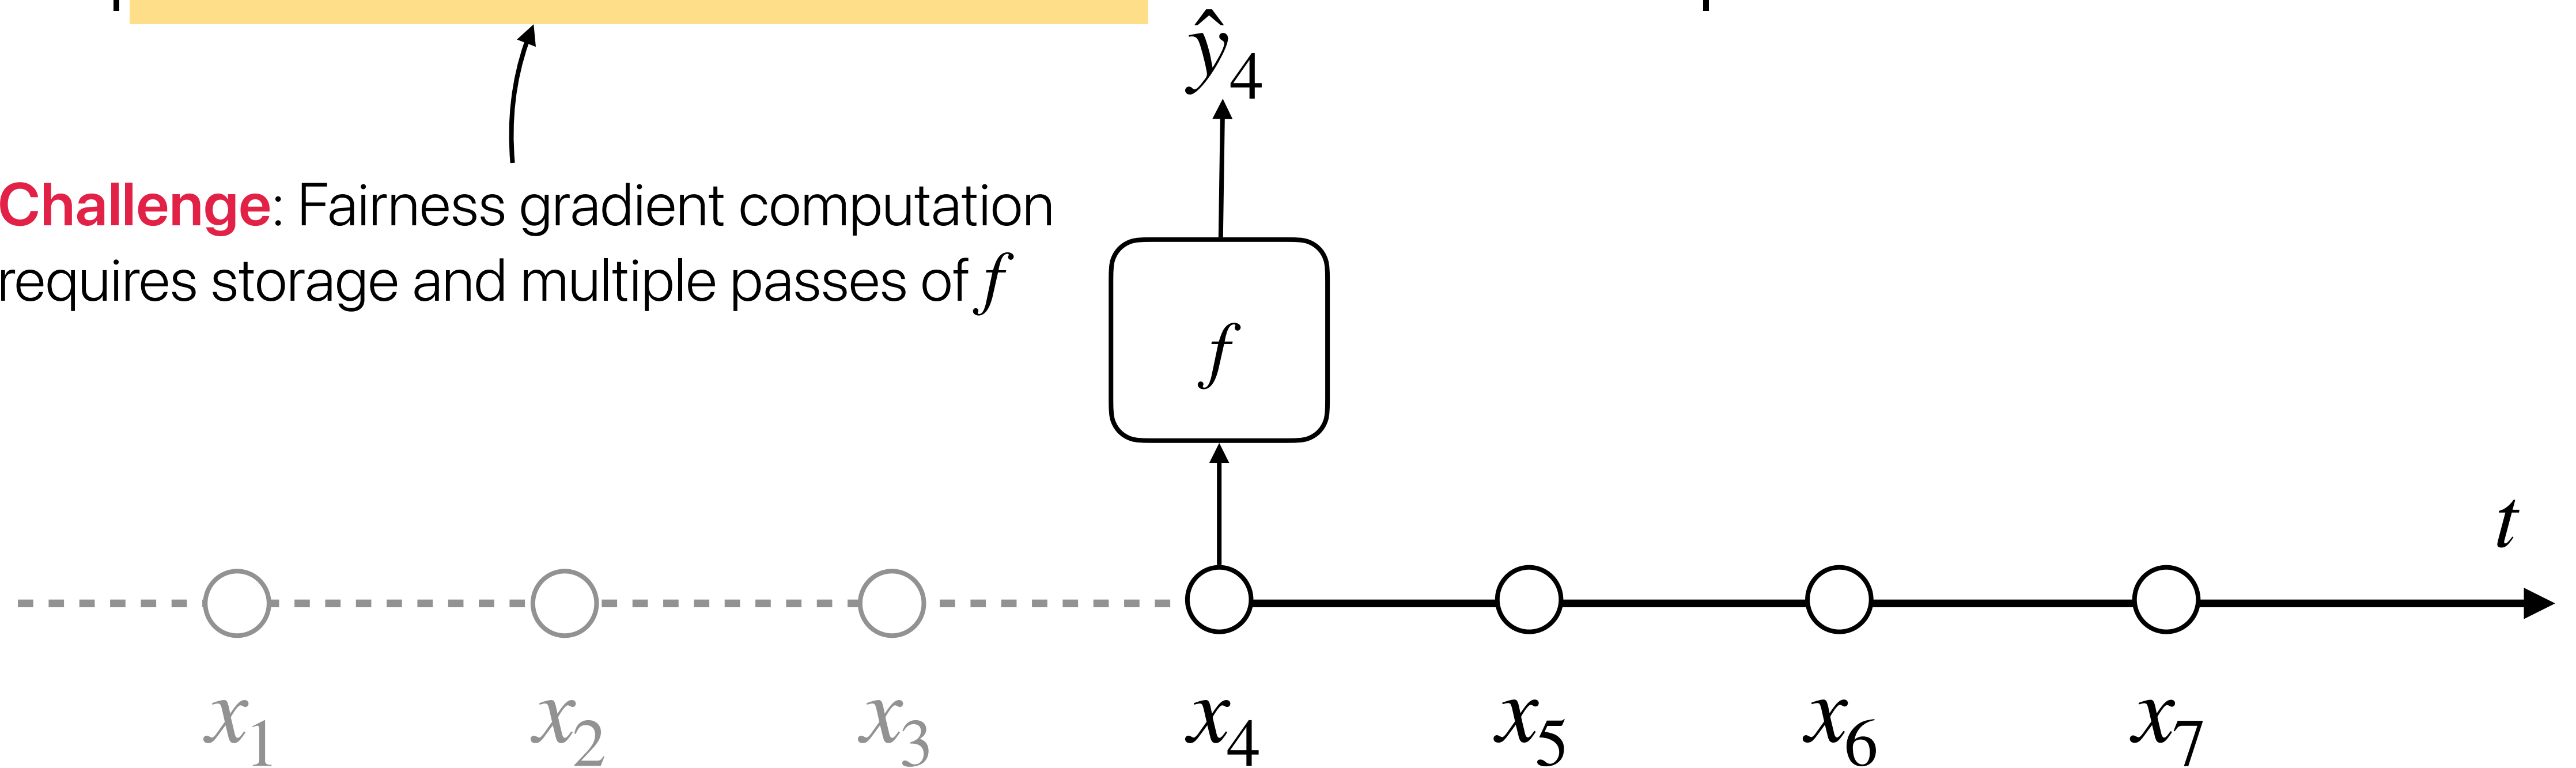 ŷ₄
Challenge: Fairness gradient computation
requires storage and multiple passes of f
f
t
x₁ x₂ x₃ x₄ x₅ x₆ x₇